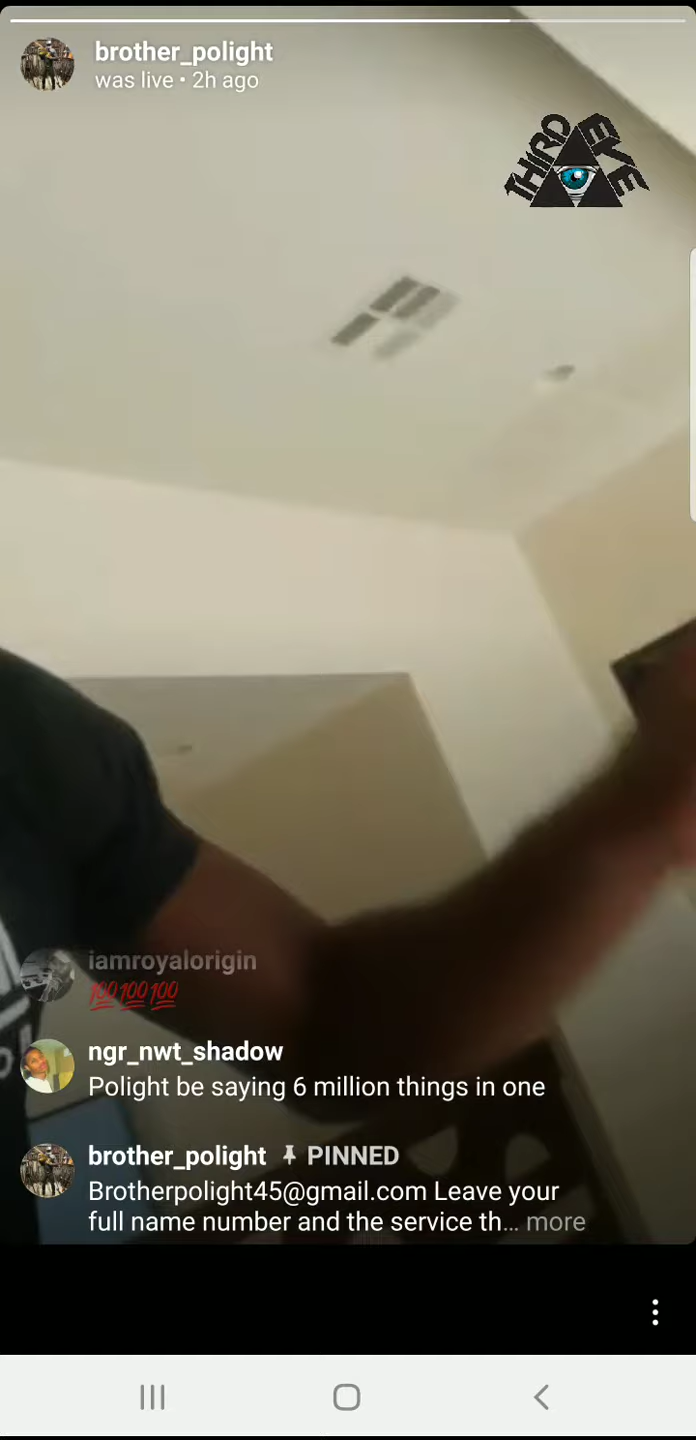 brother_polight
was live • 2h ago
THIRD EYE
iamroyalorigin
💯💯💯
ngr_nwt_shadow
Polight be saying 6 million things in one
brother_polight PINNED
Brotherpolight45@gmail.com Leave your
full name number and the service th... more